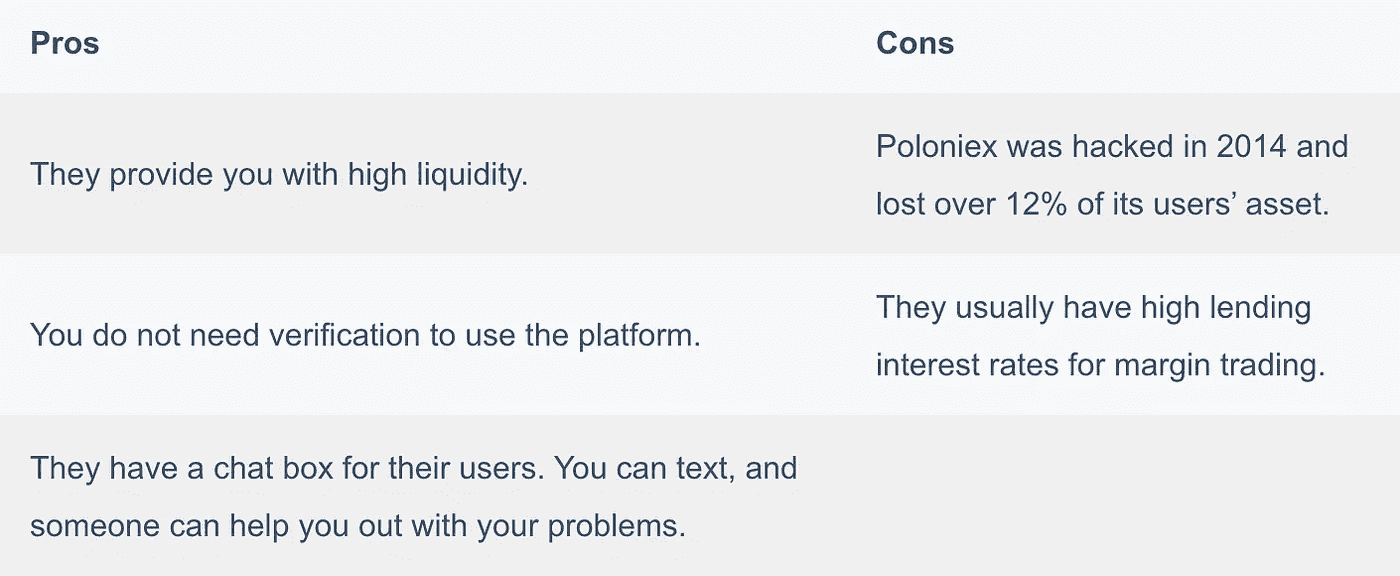 Pros
Cons
They provide you with high liquidity.
Poloniex was hacked in 2014 and
lost over 12% of its users’ asset.
You do not need verification to use the platform.
They usually have high lending
interest rates for margin trading.
They have a chat box for their users. You can text, and
someone can help you out with your problems.